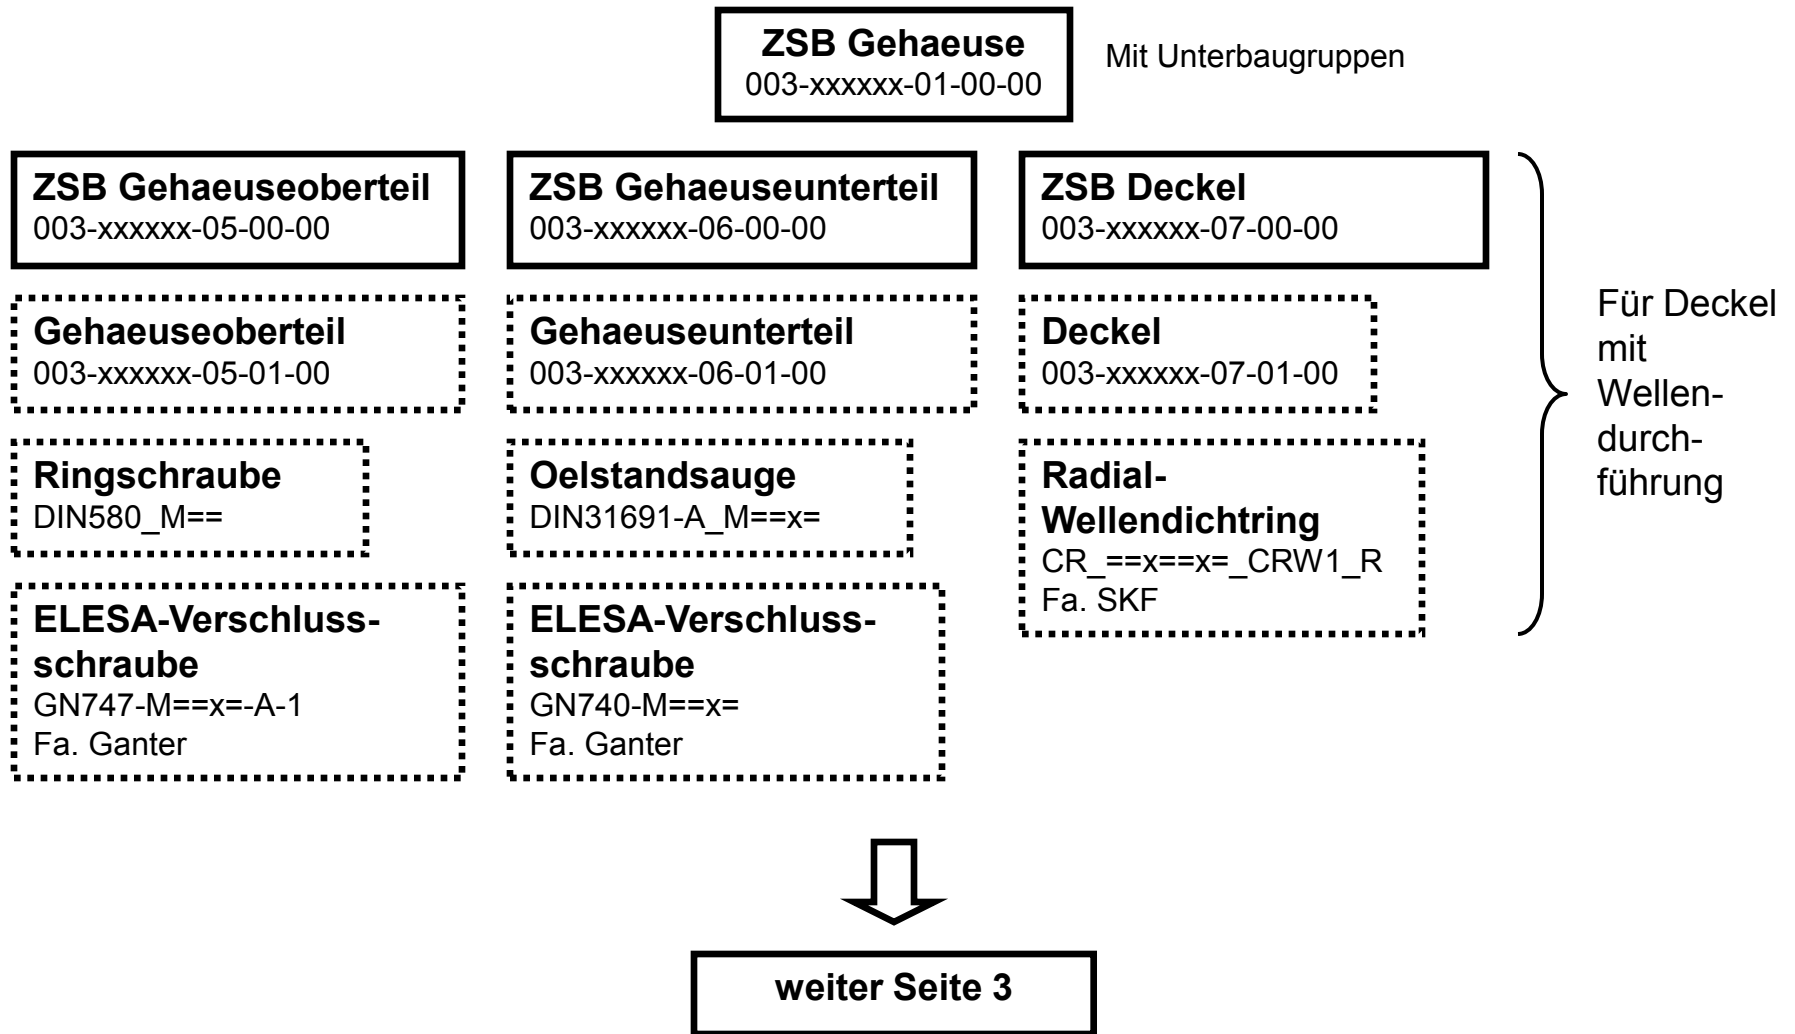 ZSB Gehaeuse
003-xxxxxx-01-00-00
Mit Unterbaugruppen
ZSB Gehaeuseoberteil
003-xxxxxx-05-00-00
Gehaeuseoberteil
003-xxxxxx-05-01-00
Ringschraube
DIN580_M==
ELESA-Verschluss-
schraube
GN747-M==x=-A-1
Fa. Ganter
ZSB Gehaeuseunterteil
003-xxxxxx-06-00-00
Gehaeuseunterteil
003-xxxxxx-06-01-00
Oelstandsauge
DIN31691-A_M==x=
ELESA-Verschluss-
schraube
GN740-M==x=
Fa. Ganter
ZSB Deckel
003-xxxxxx-07-00-00
Deckel
003-xxxxxx-07-01-00
Radial-
Wellendichtring
CR_==x==x=_CRW1_R
Fa. SKF
Für Deckel
mit
Wellen-
durch-
führung
weiter Seite 3